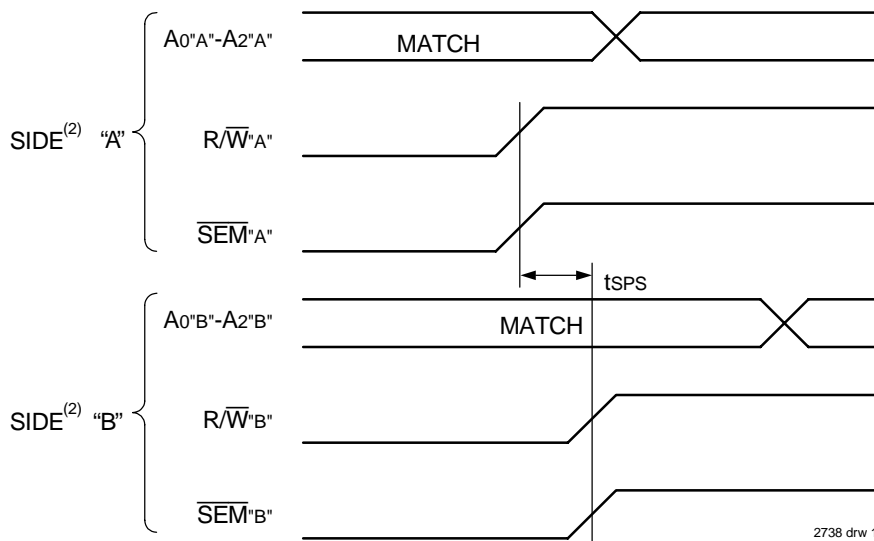 A0"A"-A2"A"
MATCH
SIDE(2) “A”
R/W"A"
SEM"A"
tSPS
A0"B"-A2"B"
MATCH
SIDE(2) “B”
R/W"B"
SEM"B"
2738 drw